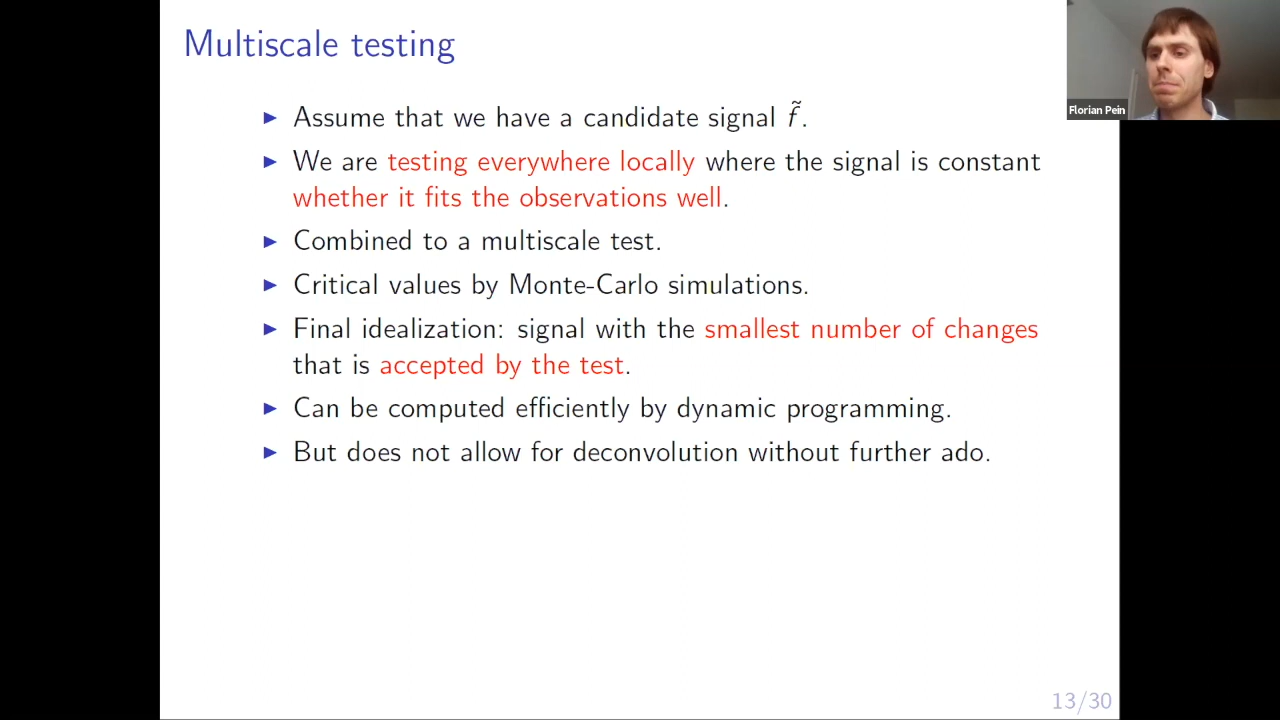 Multiscale testing
Florian Pein
▶ Assume that we have a candidate signal f̃.
▶ We are testing everywhere locally where the signal is constant
whether it fits the observations well.
▶ Combined to a multiscale test.
▶ Critical values by Monte-Carlo simulations.
▶ Final idealization: signal with the smallest number of changes
that is accepted by the test.
▶ Can be computed efficiently by dynamic programming.
▶ But does not allow for deconvolution without further ado.
13/30